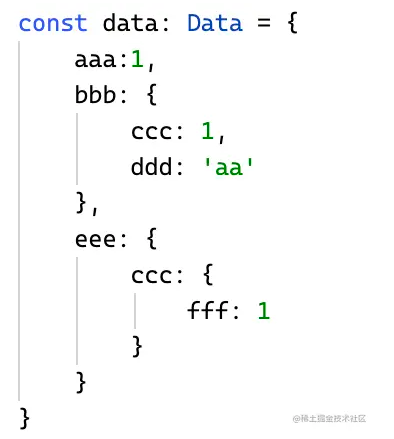 const data: Data = {
    aaa:1,
    bbb: {
        ccc: 1,
        ddd: 'aa'
    },
    eee: {
        ccc: {
            fff: 1
        }
    }
}
@稀土掘金技术社区